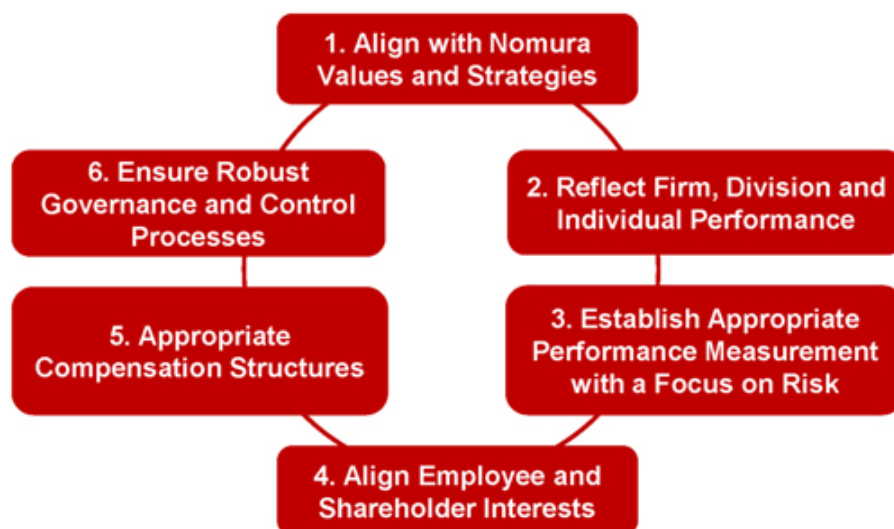 1. Align with Nomura
Values and Strategies
2. Reflect Firm, Division and
Individual Performance
3. Establish Appropriate
Performance Measurement
with a Focus on Risk
4. Align Employee and
Shareholder Interests
5. Appropriate
Compensation Structures
6. Ensure Robust
Governance and Control
Processes